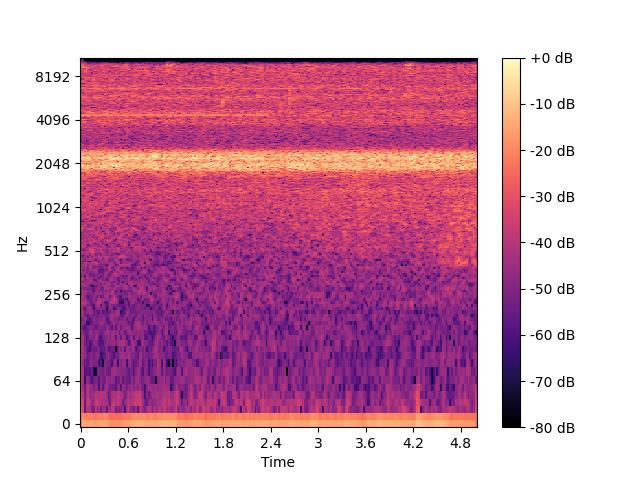 8192
4096
2048
1024
512
256
128
64
0
Hz
0 0.6 1.2 1.8 2.4 3 3.6 4.2 4.8
Time
+0 dB
-10 dB
-20 dB
-30 dB
-40 dB
-50 dB
-60 dB
-70 dB
-80 dB